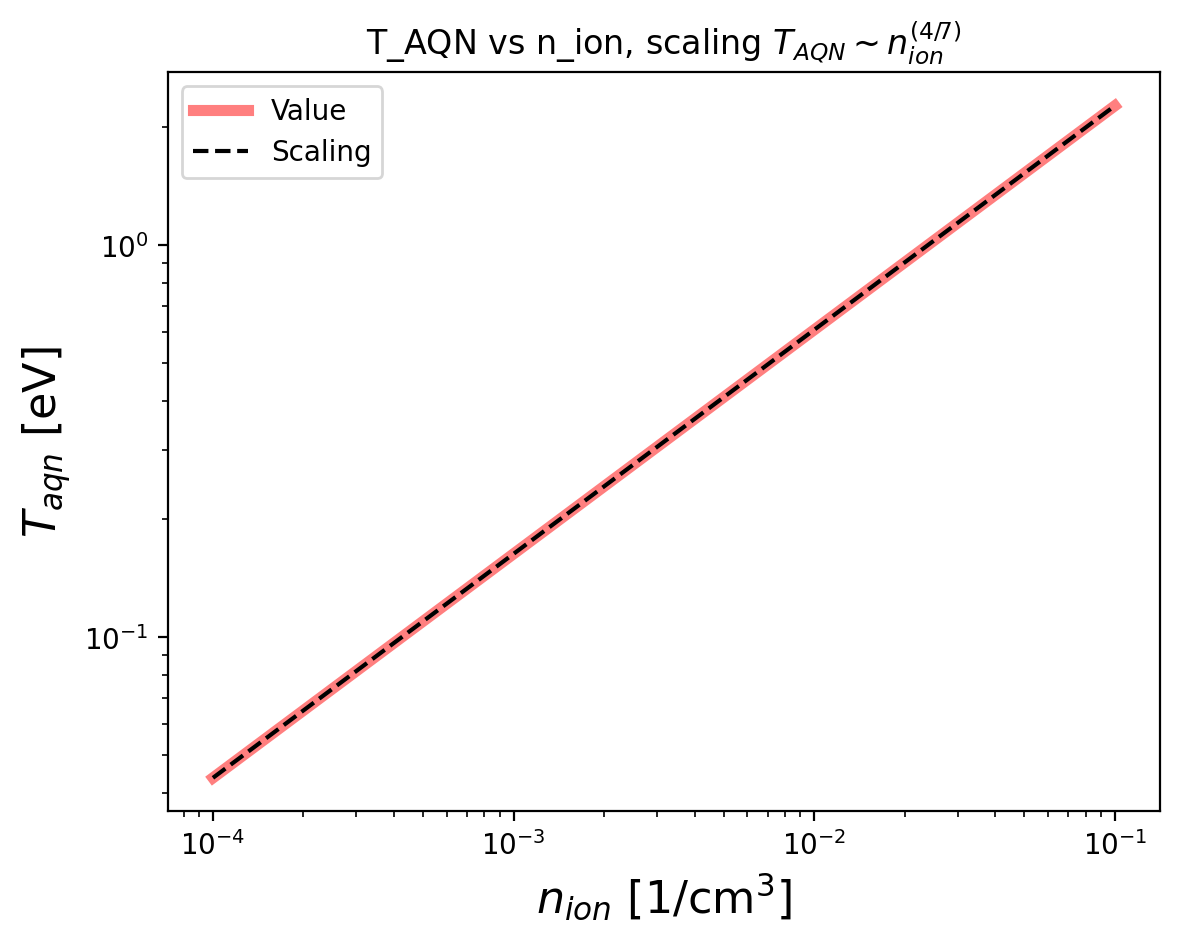 T_AQN vs n_ion, scaling T_{AQN} ~ n_{ion}^{(4/7)}
Value
Scaling
10^0
10^{-1}
T_{aqn} [eV]
10^{-4} 10^{-3} 10^{-2} 10^{-1}
n_{ion} [1/cm^3]